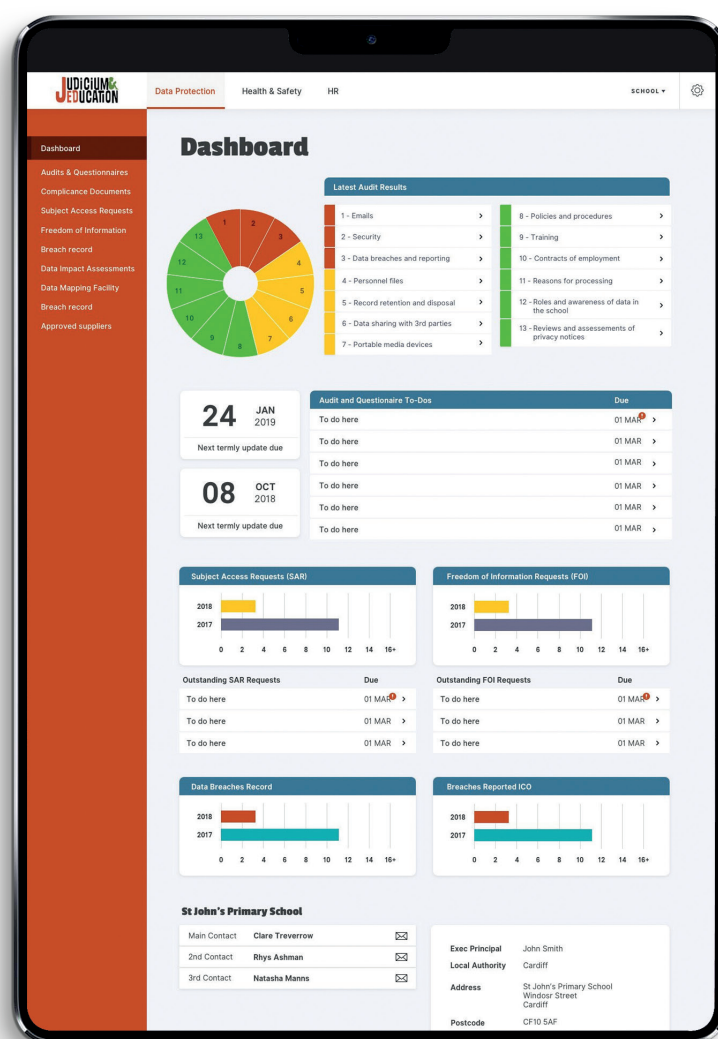 JUDICIUM&
EDUCATION
Data Protection
Health & Safety
HR
SCHOOL
Dashboard
Audits & Questionnaires
Complicance Documents
Subject Access Requests
Freedom of Information
Breach record
Data Impact Assessments
Data Mapping Facility
Breach record
Approved suppliers
Dashboard
1
2
3
4
5
6
7
8
9
10
11
12
13
Latest Audit Results
1 - Emails
2 - Security
3 - Data breaches and reporting
4 - Personnel files
5 - Record retention and disposal
6 - Data sharing with 3rd parties
7 - Portable media devices
8 - Policies and procedures
9 - Training
10 - Contracts of employment
11 - Reasons for processing
12 - Roles and awareness of data in
the school
13 - Reviews and assessments of
privacy notices
24 JAN
2019
Next termly update due
08 OCT
2018
Next termly update due
Audit and Questionaire To-Dos Due
To do here 01 MAR
To do here 01 MAR
To do here 01 MAR
To do here 01 MAR
To do here 01 MAR
To do here 01 MAR
Subject Access Requests (SAR)
2018
2017
0 2 4 6 8 10 12 14 16+
Outstanding SAR Requests Due
To do here 01 MAR
To do here 01 MAR
To do here 01 MAR
Freedom of Information Requests (FOI)
2018
2017
0 2 4 6 8 10 12 14 16+
Outstanding FOI Requests Due
To do here 01 MAR
To do here 01 MAR
To do here 01 MAR
Data Breaches Record
2018
2017
0 2 4 6 8 10 12 14 16+
Breaches Reported ICO
2018
2017
0 2 4 6 8 10 12 14 16+
St John's Primary School
Main Contact Clare Treverrow
2nd Contact Rhys Ashman
3rd Contact Natasha Manns
Exec Principal John Smith
Local Authority Cardiff
Address St John's Primary School
Windosr Street
Cardiff
Postcode CF10 5AF